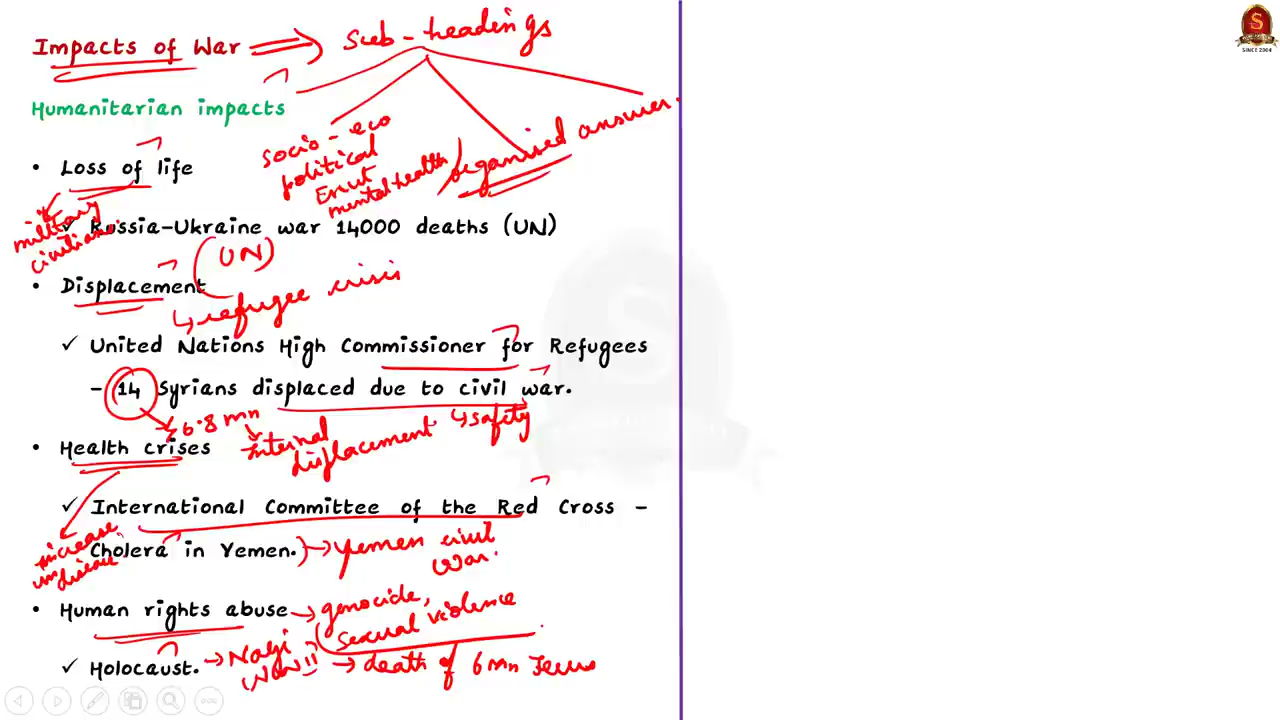 Impacts of War ⇒ Sub-headings
Humanitarian impacts
socio-eco
political
Envt
mental health
organised answer.
• Loss of life
military
civilians
✓ Russia-Ukraine war 14000 deaths (UN)
(UN)
• Displacement
↳ refugee crisis
✓ United Nations High Commissioner for Refugees
- 14 Syrians displaced due to civil war.
6.8 mn
Internal
displacement
↳ safety
• Health crises
✓ International Committee of the Red Cross -
Cholera in Yemen. → Yemen civil
war.
increase
in disease
• Human rights abuse → genocide,
sexual violence
✓ Holocaust. → Nazi
WW II → death of 6 mn Jews
S
SINCE 2004